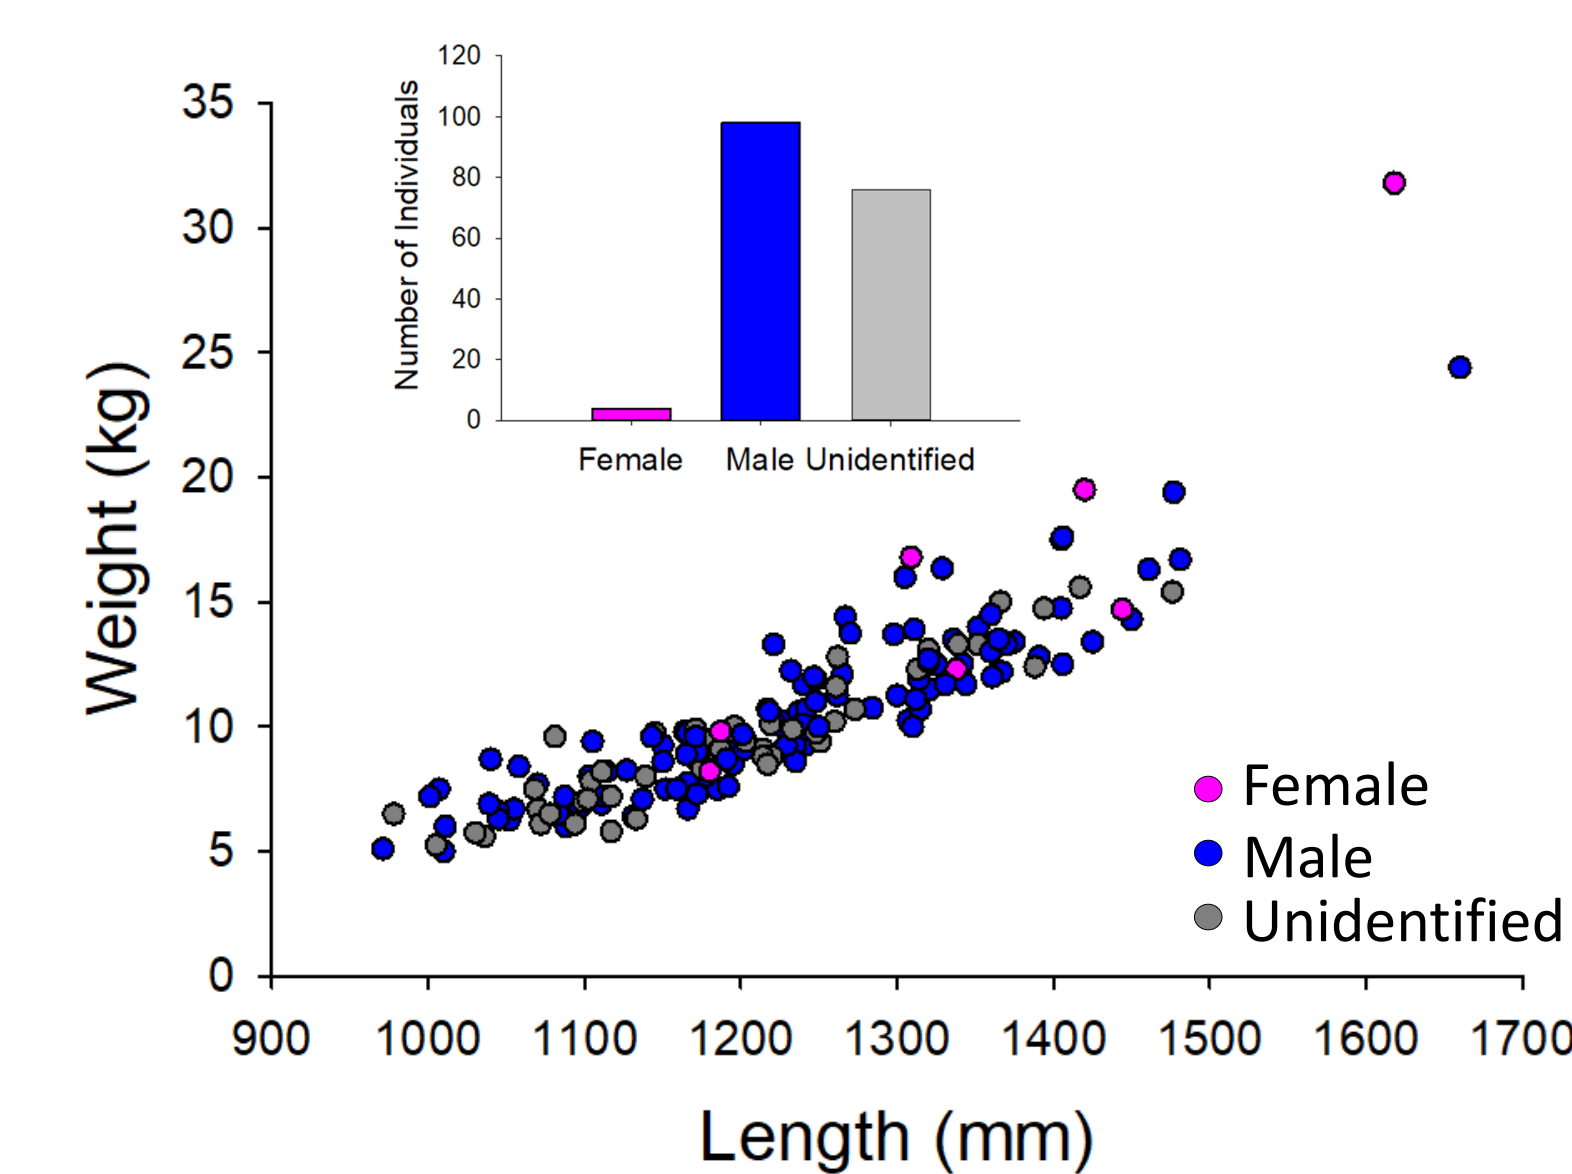 120
100
80
60
40
20
0
Number of Individuals
Female Male Unidentified
35
30
25
20
15
10
5
0
Weight (kg)
Female
Male
Unidentified
900 1000 1100 1200 1300 1400 1500 1600 1700
Length (mm)